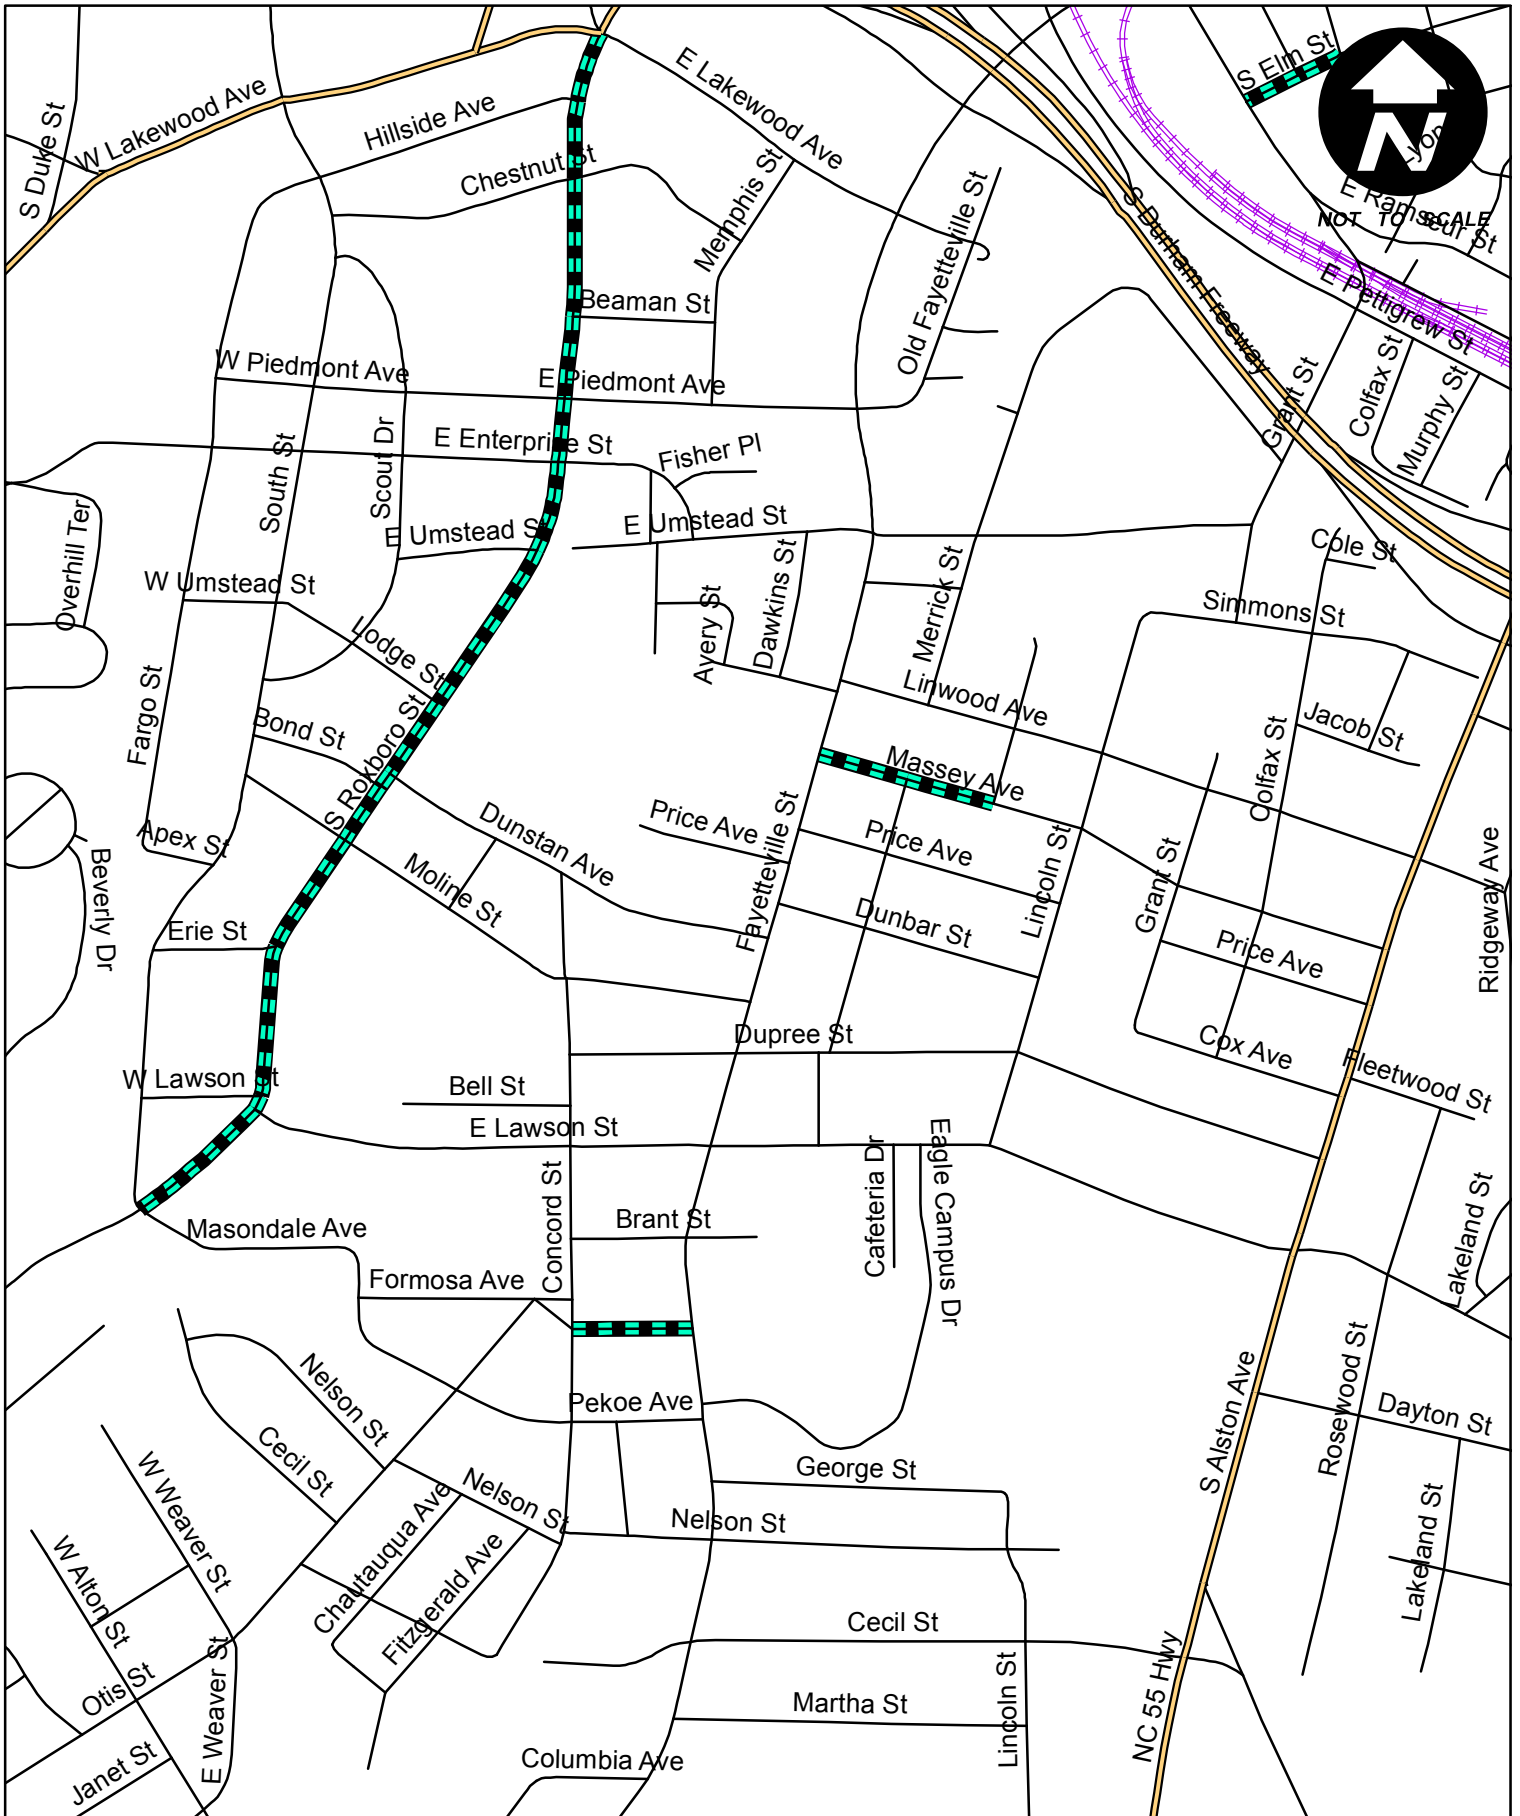 S Elm St
E Lakewood Ave
W Lakewood Ave
Hillside Ave
S Duke St
N
Lyon
Chestnut St
Memphis St
E Ramseur St
NOT TO SCALE
Old Fayetteville St
S Durham Freeway
Beaman St
E Pettigrew St
W Piedmont Ave
E Piedmont Ave
Grant St
Colfax St
Murphy St
E Enterprise St
Fisher Pl
South St
Scout Dr
Overhill Ter
E Umstead St
E Umstead St
Cole St
W Umstead St
Avery St
Dawkins St
Merrick St
Simmons St
Lodge St
Fargo St
Bond St
Linwood Ave
Jacob St
S Roxboro St
Massey Ave
Colfax St
Apex St
Dunstan Ave
Price Ave
Price Ave
Fayetteville St
Lincoln St
Grant St
Ridgeway Ave
Beverly Dr
Moline St
Erie St
Dunbar St
Price Ave
Dupree St
Cox Ave
W Lawson St
Bell St
Fleetwood St
E Lawson St
Concord St
Cafeteria Dr
Eagle Campus Dr
Lakeland St
Masondale Ave
Brant St
Formosa Ave
Nelson St
Pekoe Ave
S Alston Ave
Rosewood St
Dayton St
Cecil St
W Weaver St
Nelson St
George St
Chautauqua Ave
Nelson St
Lakeland St
W Alton St
Fitzgerald Ave
Cecil St
Otis St
E Weaver St
Martha St
Lincoln St
NC 55 Hwy
Janet St
Columbia Ave